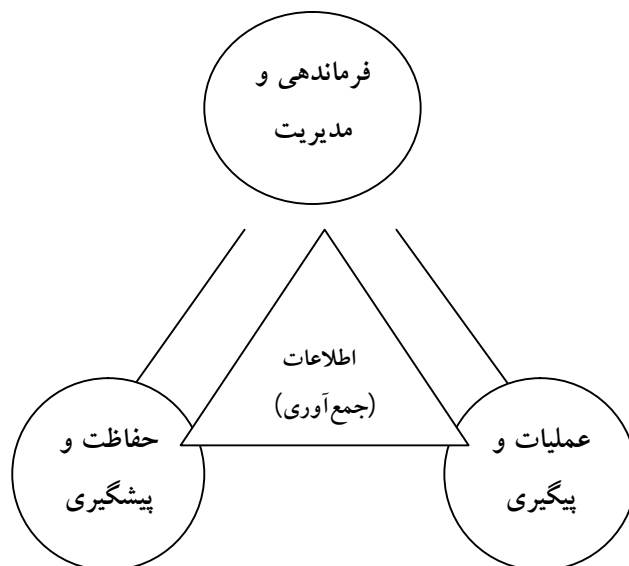 فرماندهی و
مدیریت
اطلاعات
(جمع‌آوری)
عملیات و
پیگیری
حفاظت و
پیشگیری